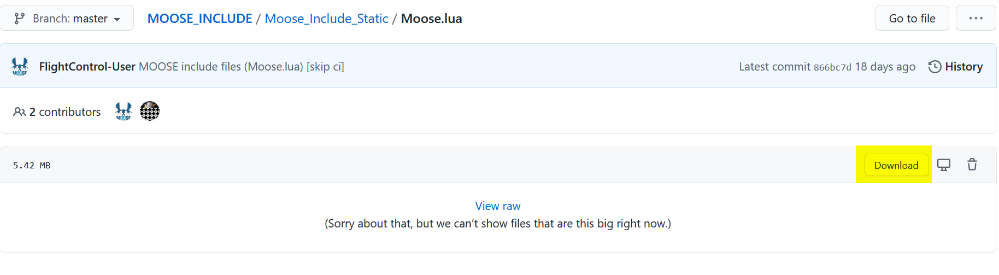 Branch: master MOOSE_INCLUDE / Moose_Include_Static / Moose.lua Go to file ...
MOOSE FlightControl-User MOOSE include files (Moose.lua) [skip ci] Latest commit 866bc7d 18 days ago History
2 contributors MOOSE
5.42 MB Download
View raw
(Sorry about that, but we can’t show files that are this big right now.)